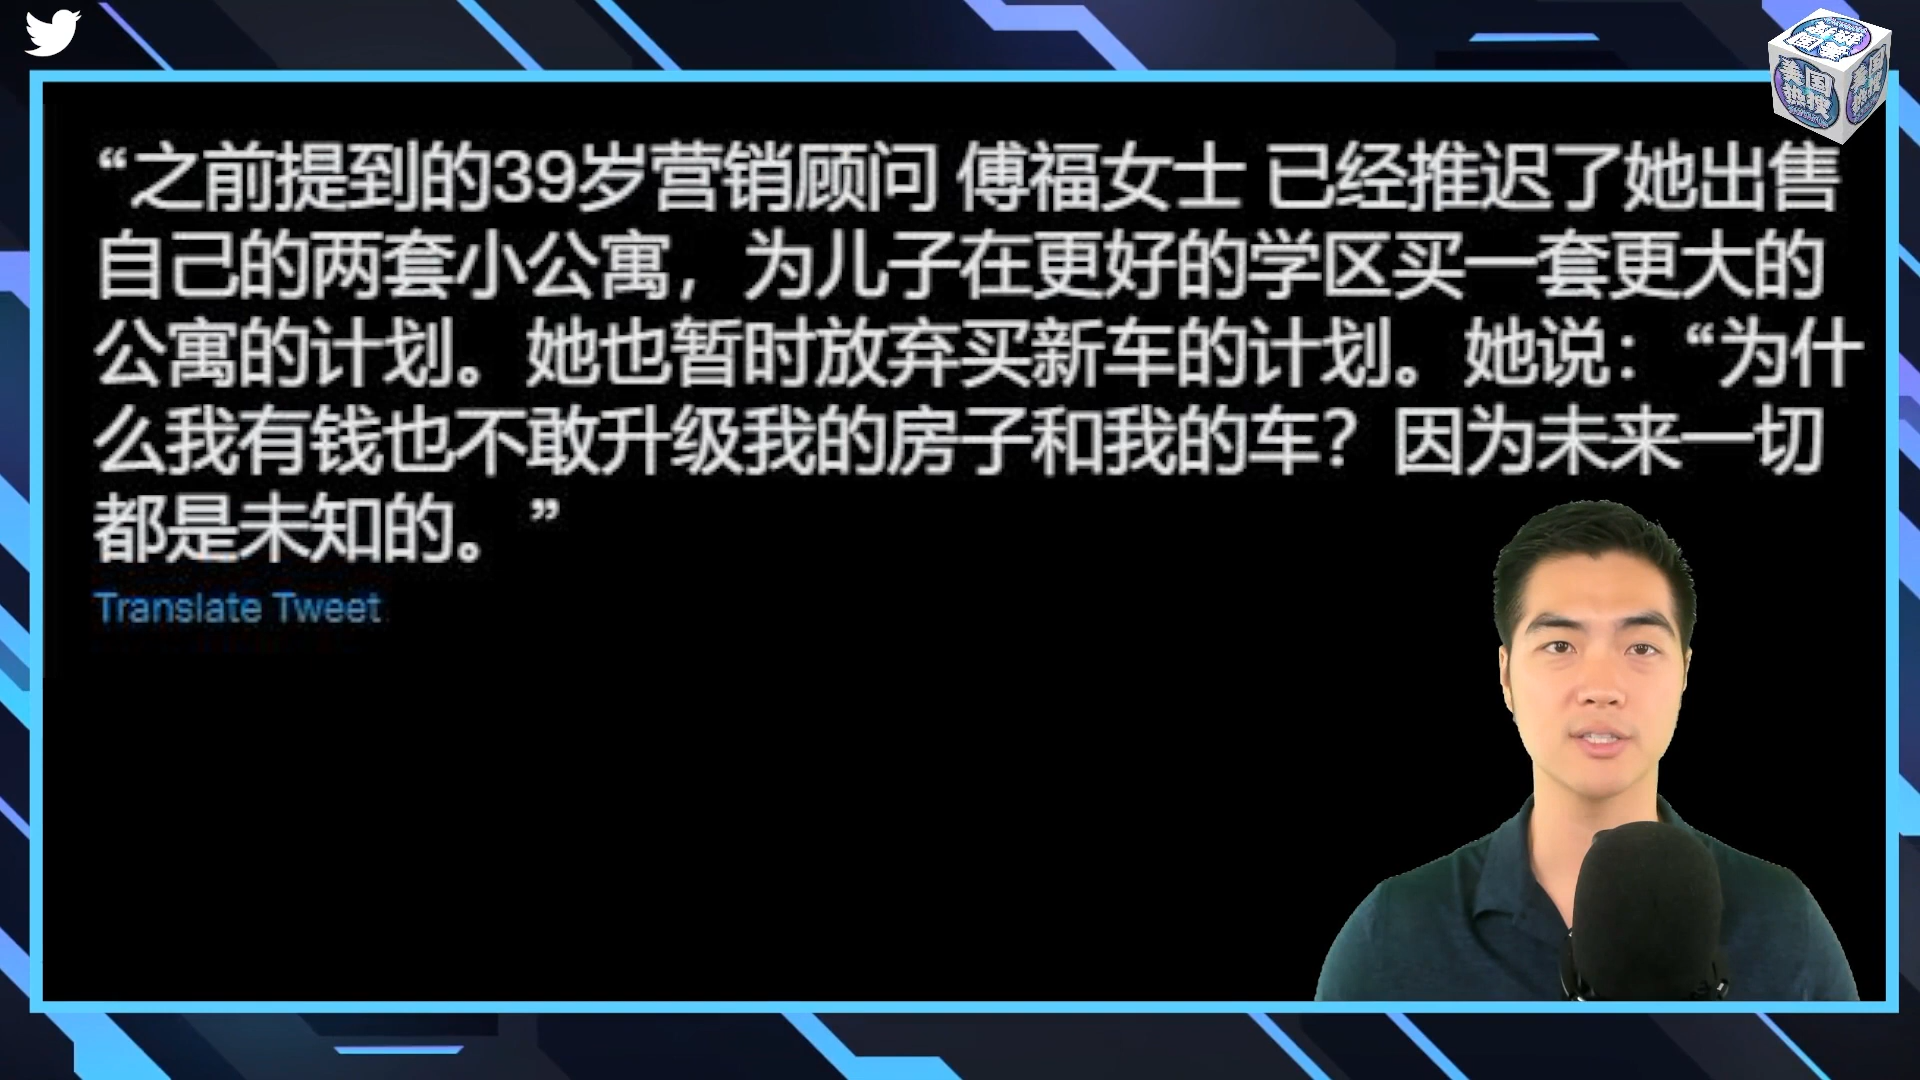 “之前提到的39岁营销顾问 傅福女士 已经推迟了她出售
自己的两套小公寓，为儿子在更好的学区买一套更大的
公寓的计划。她也暂时放弃买新车的计划。她说：“为什
么我有钱也不敢升级我的房子和我的车？因为未来一切
都是未知的。”
Translate Tweet
美国
热搜